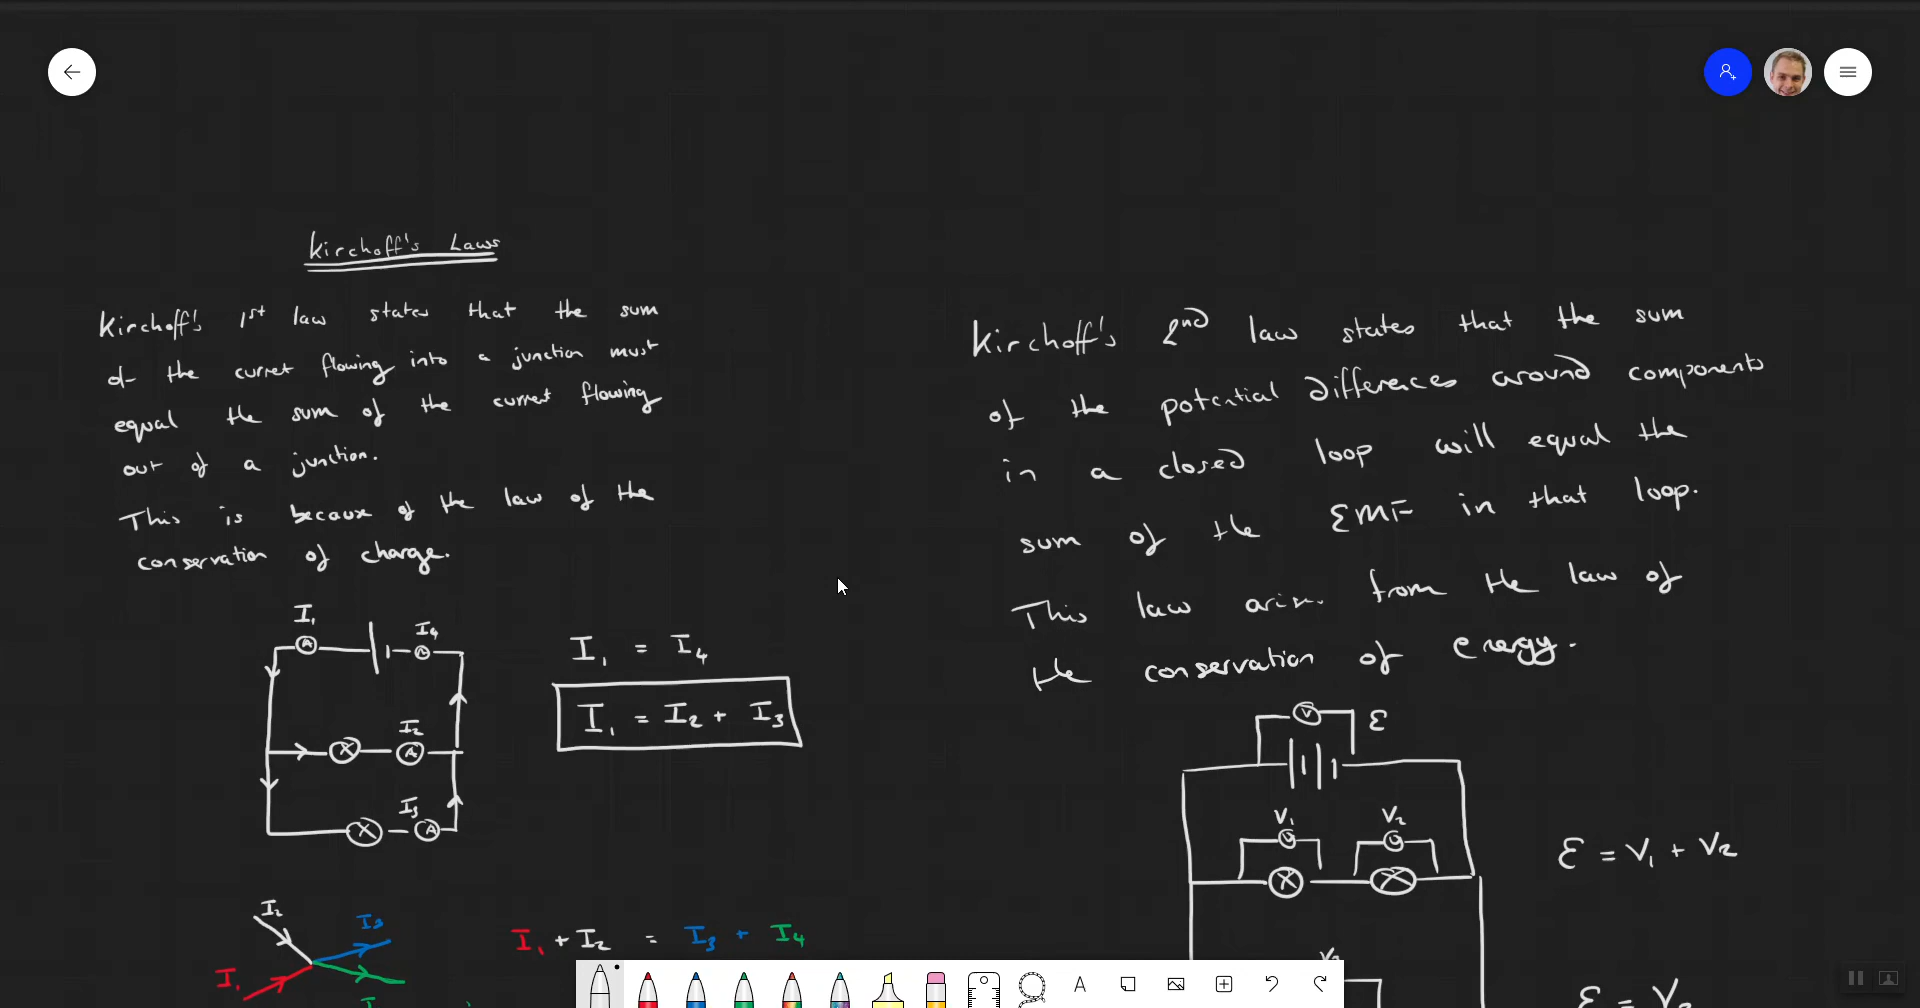 Kirchoff's Laws
Kirchoff's 1st law states that the sum
of the curret flowing into a junction must
equal the sum of the current flowing
out of a junction.
This is because of the law of the
conservation of charge.
I1
I4
A
A
I1 = I4
I1 = I2 + I3
I2
A
I3
A
I2
I3
I1
I1 + I2 = I3 + I4
Kirchoff's 2nd law states that the sum
of the potential differences around components
in a closed loop will equal the
sum of the EMF in that loop.
This law arises from the law of
the conservation of energy.
V
ε
V1
V2
V
V
ε = V1 + V2
ε = V3
A